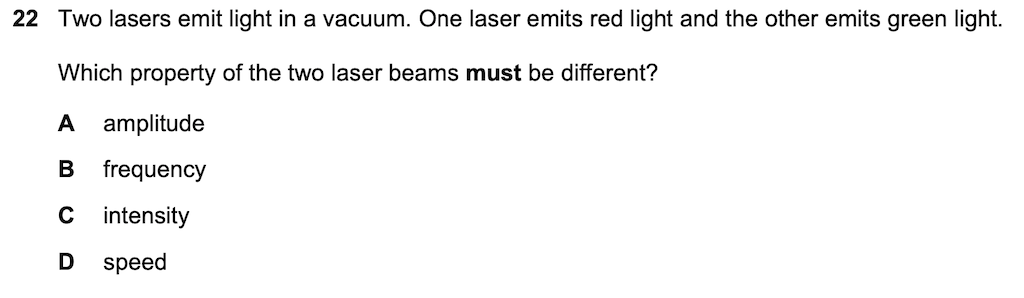 22 Two lasers emit light in a vacuum. One laser emits red light and the other emits green light.
Which property of the two laser beams must be different?
A amplitude
B frequency
C intensity
D speed